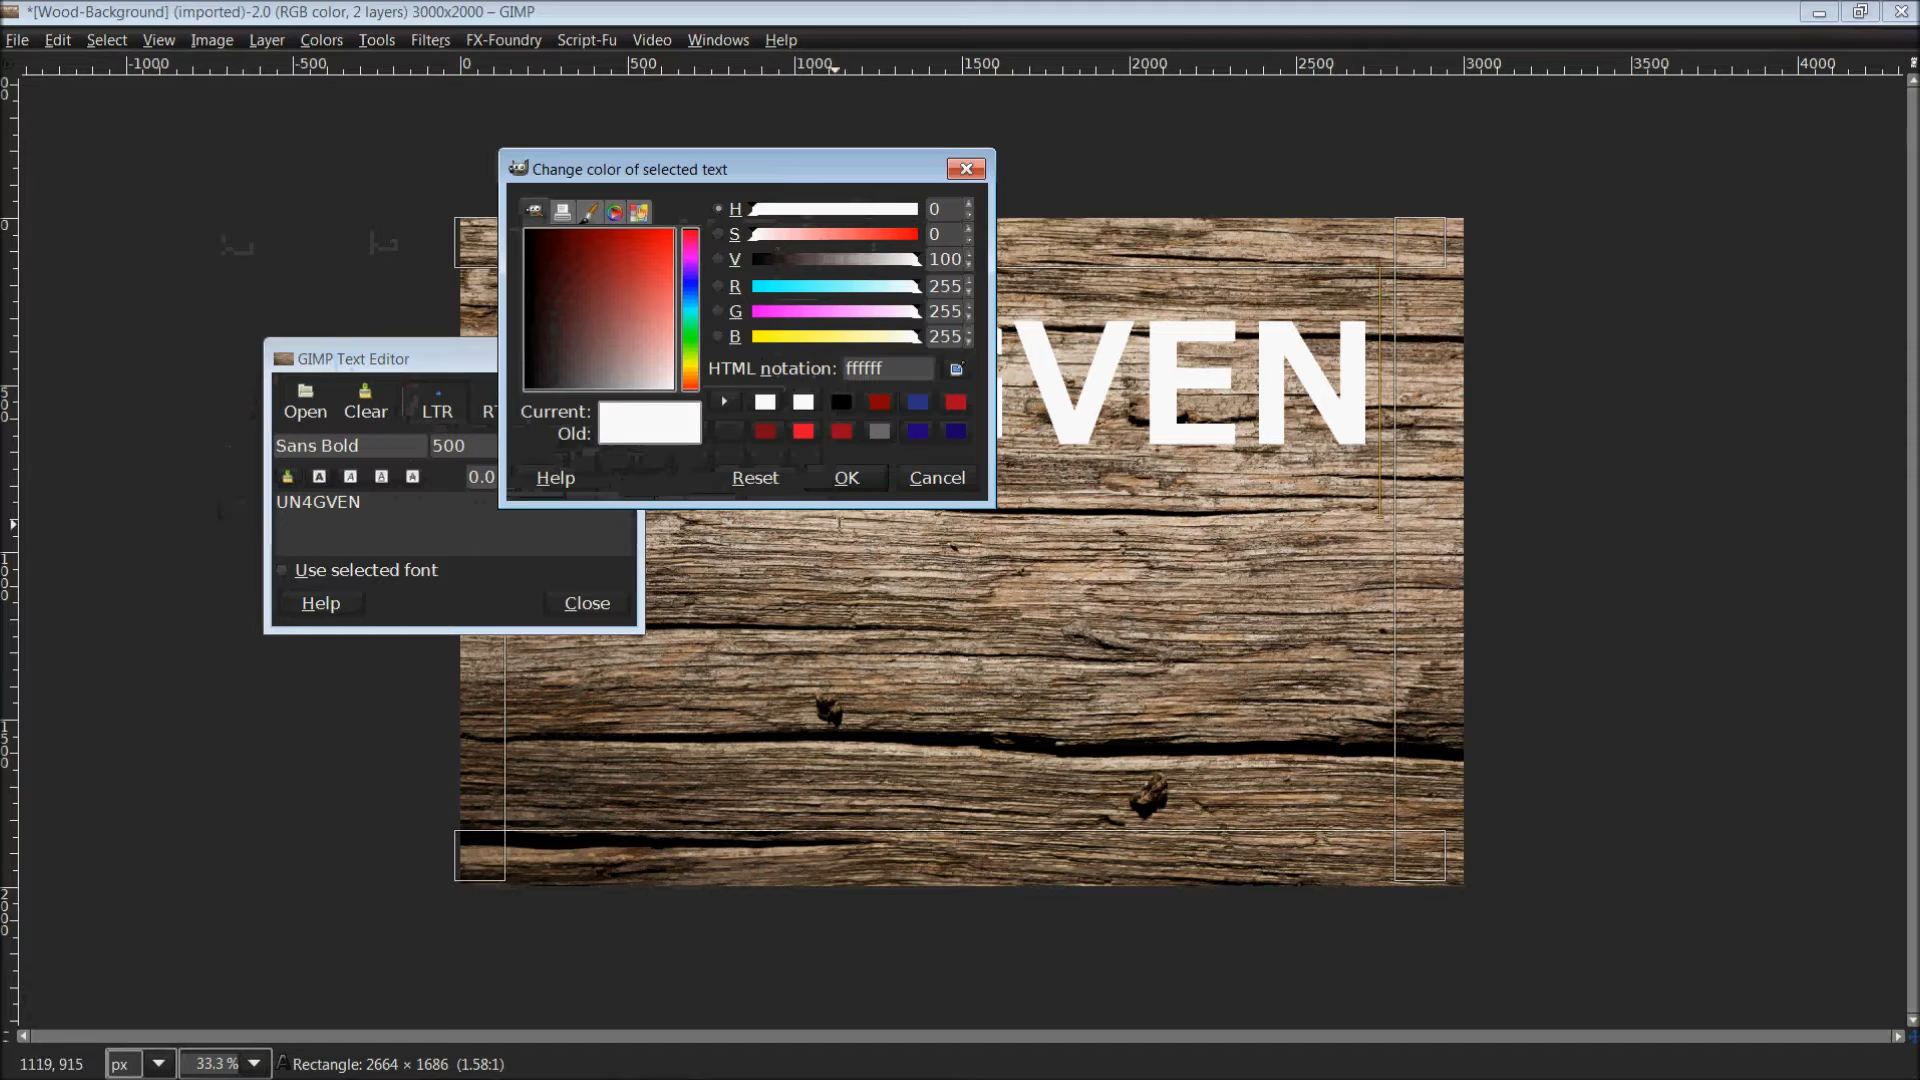 *[Wood-Background] (imported)-2.0 (RGB color, 2 layers) 3000x2000 – GIMP
File Edit Select View Image Layer Colors Tools Filters FX-Foundry Script-Fu Video Windows Help
-1000 -500 0 500 1000 1500 2000 2500 3000 3500 4000
Change color of selected text
H 0
S 0
V 100
R 255
G 255
B 255
HTML notation: ffffff
Current:
Old:
Help Reset OK Cancel
GVEN
GIMP Text Editor
Open Clear LTR
Sans Bold 500
0.0
UN4GVEN
Use selected font
Help Close
1119, 915 px 33.3 % Rectangle: 2664 × 1686 (1.58:1)